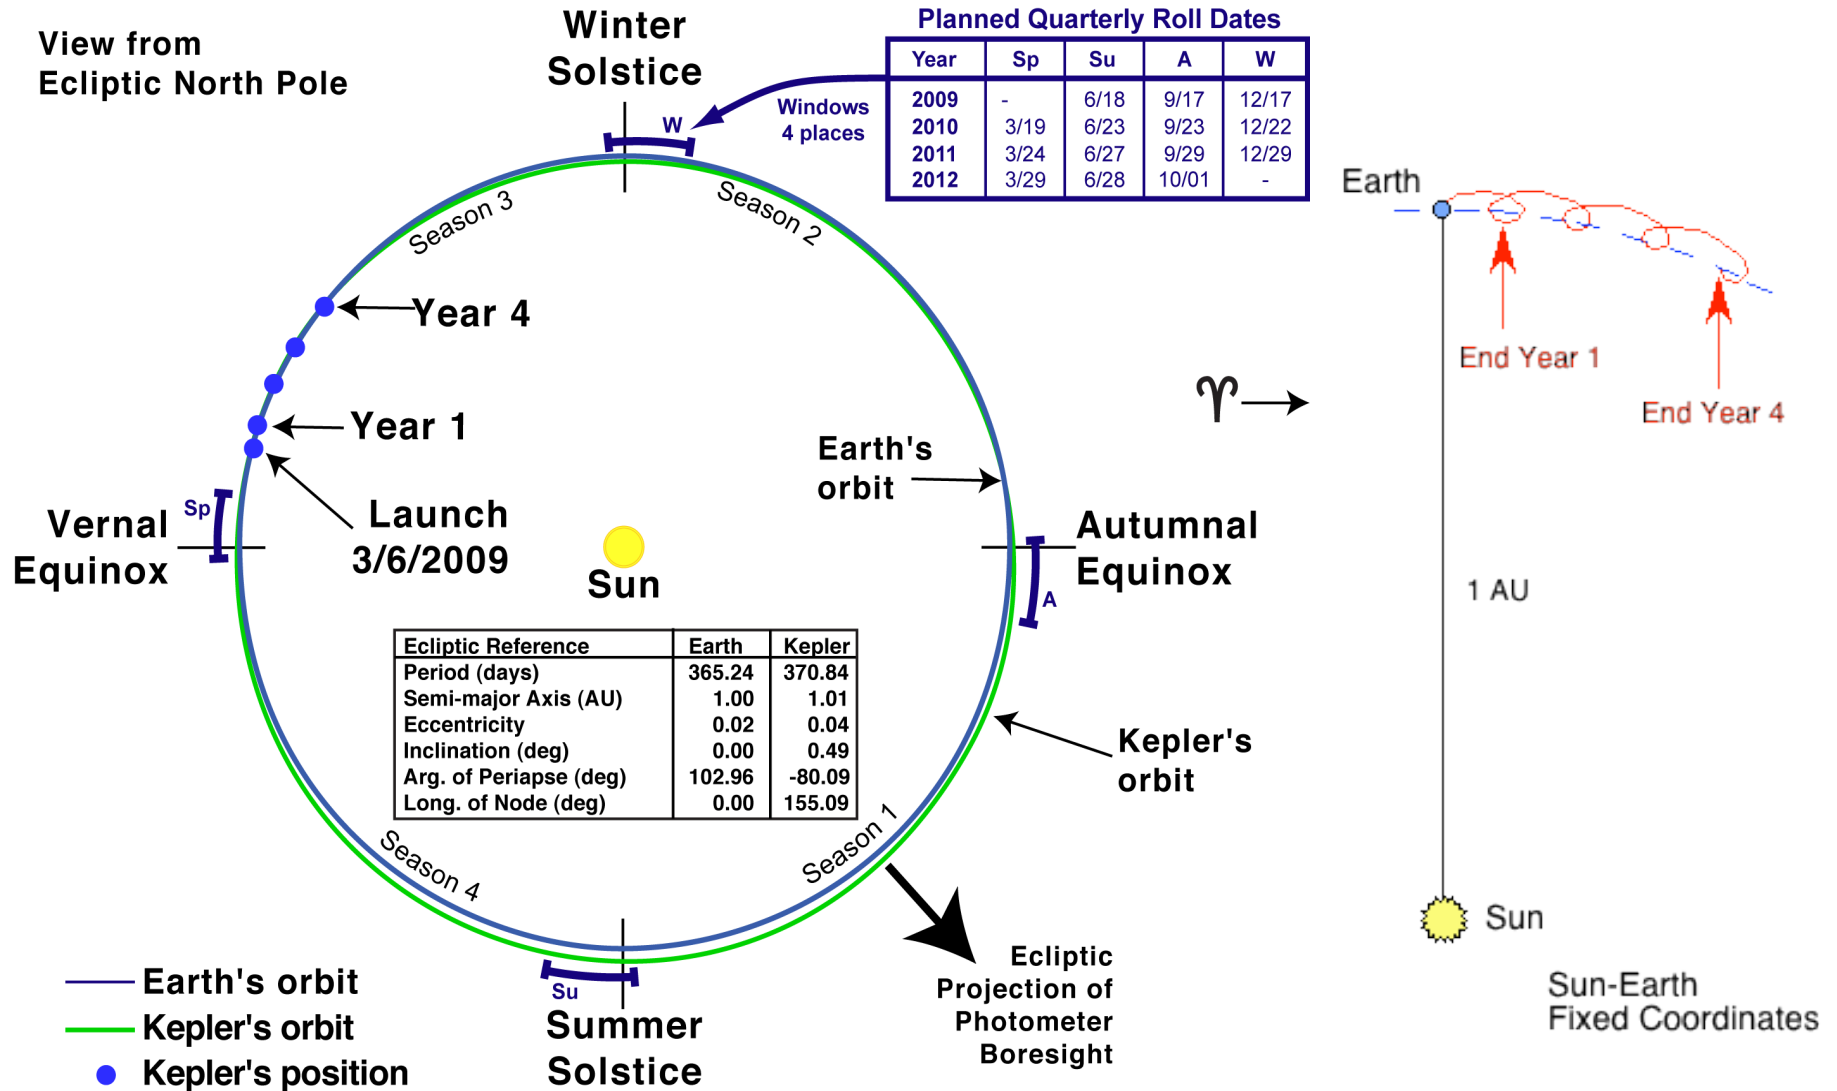 View from
Ecliptic North Pole
Winter
Solstice
Planned Quarterly Roll Dates
Year Sp Su A W
2009 - 6/18 9/17 12/17
2010 3/19 6/23 9/23 12/22
2011 3/24 6/27 9/29 12/29
2012 3/29 6/28 10/01 -
Windows
4 places
W
Season 3
Season 2
Year 4
Year 1
Launch
3/6/2009
Sp
Vernal
Equinox
Sun
Earth's
orbit
Autumnal
Equinox
A
Ecliptic Reference Earth Kepler
Period (days) 365.24 370.84
Semi-major Axis (AU) 1.00 1.01
Eccentricity 0.02 0.04
Inclination (deg) 0.00 0.49
Arg. of Periapse (deg) 102.96 -80.09
Long. of Node (deg) 0.00 155.09
Kepler's
orbit
Season 4
Season 1
Su
Summer
Solstice
Ecliptic
Projection of
Photometer
Boresight
Earth's orbit
Kepler's orbit
Kepler's position
♈
Earth
End Year 1
End Year 4
1 AU
Sun
Sun-Earth
Fixed Coordinates